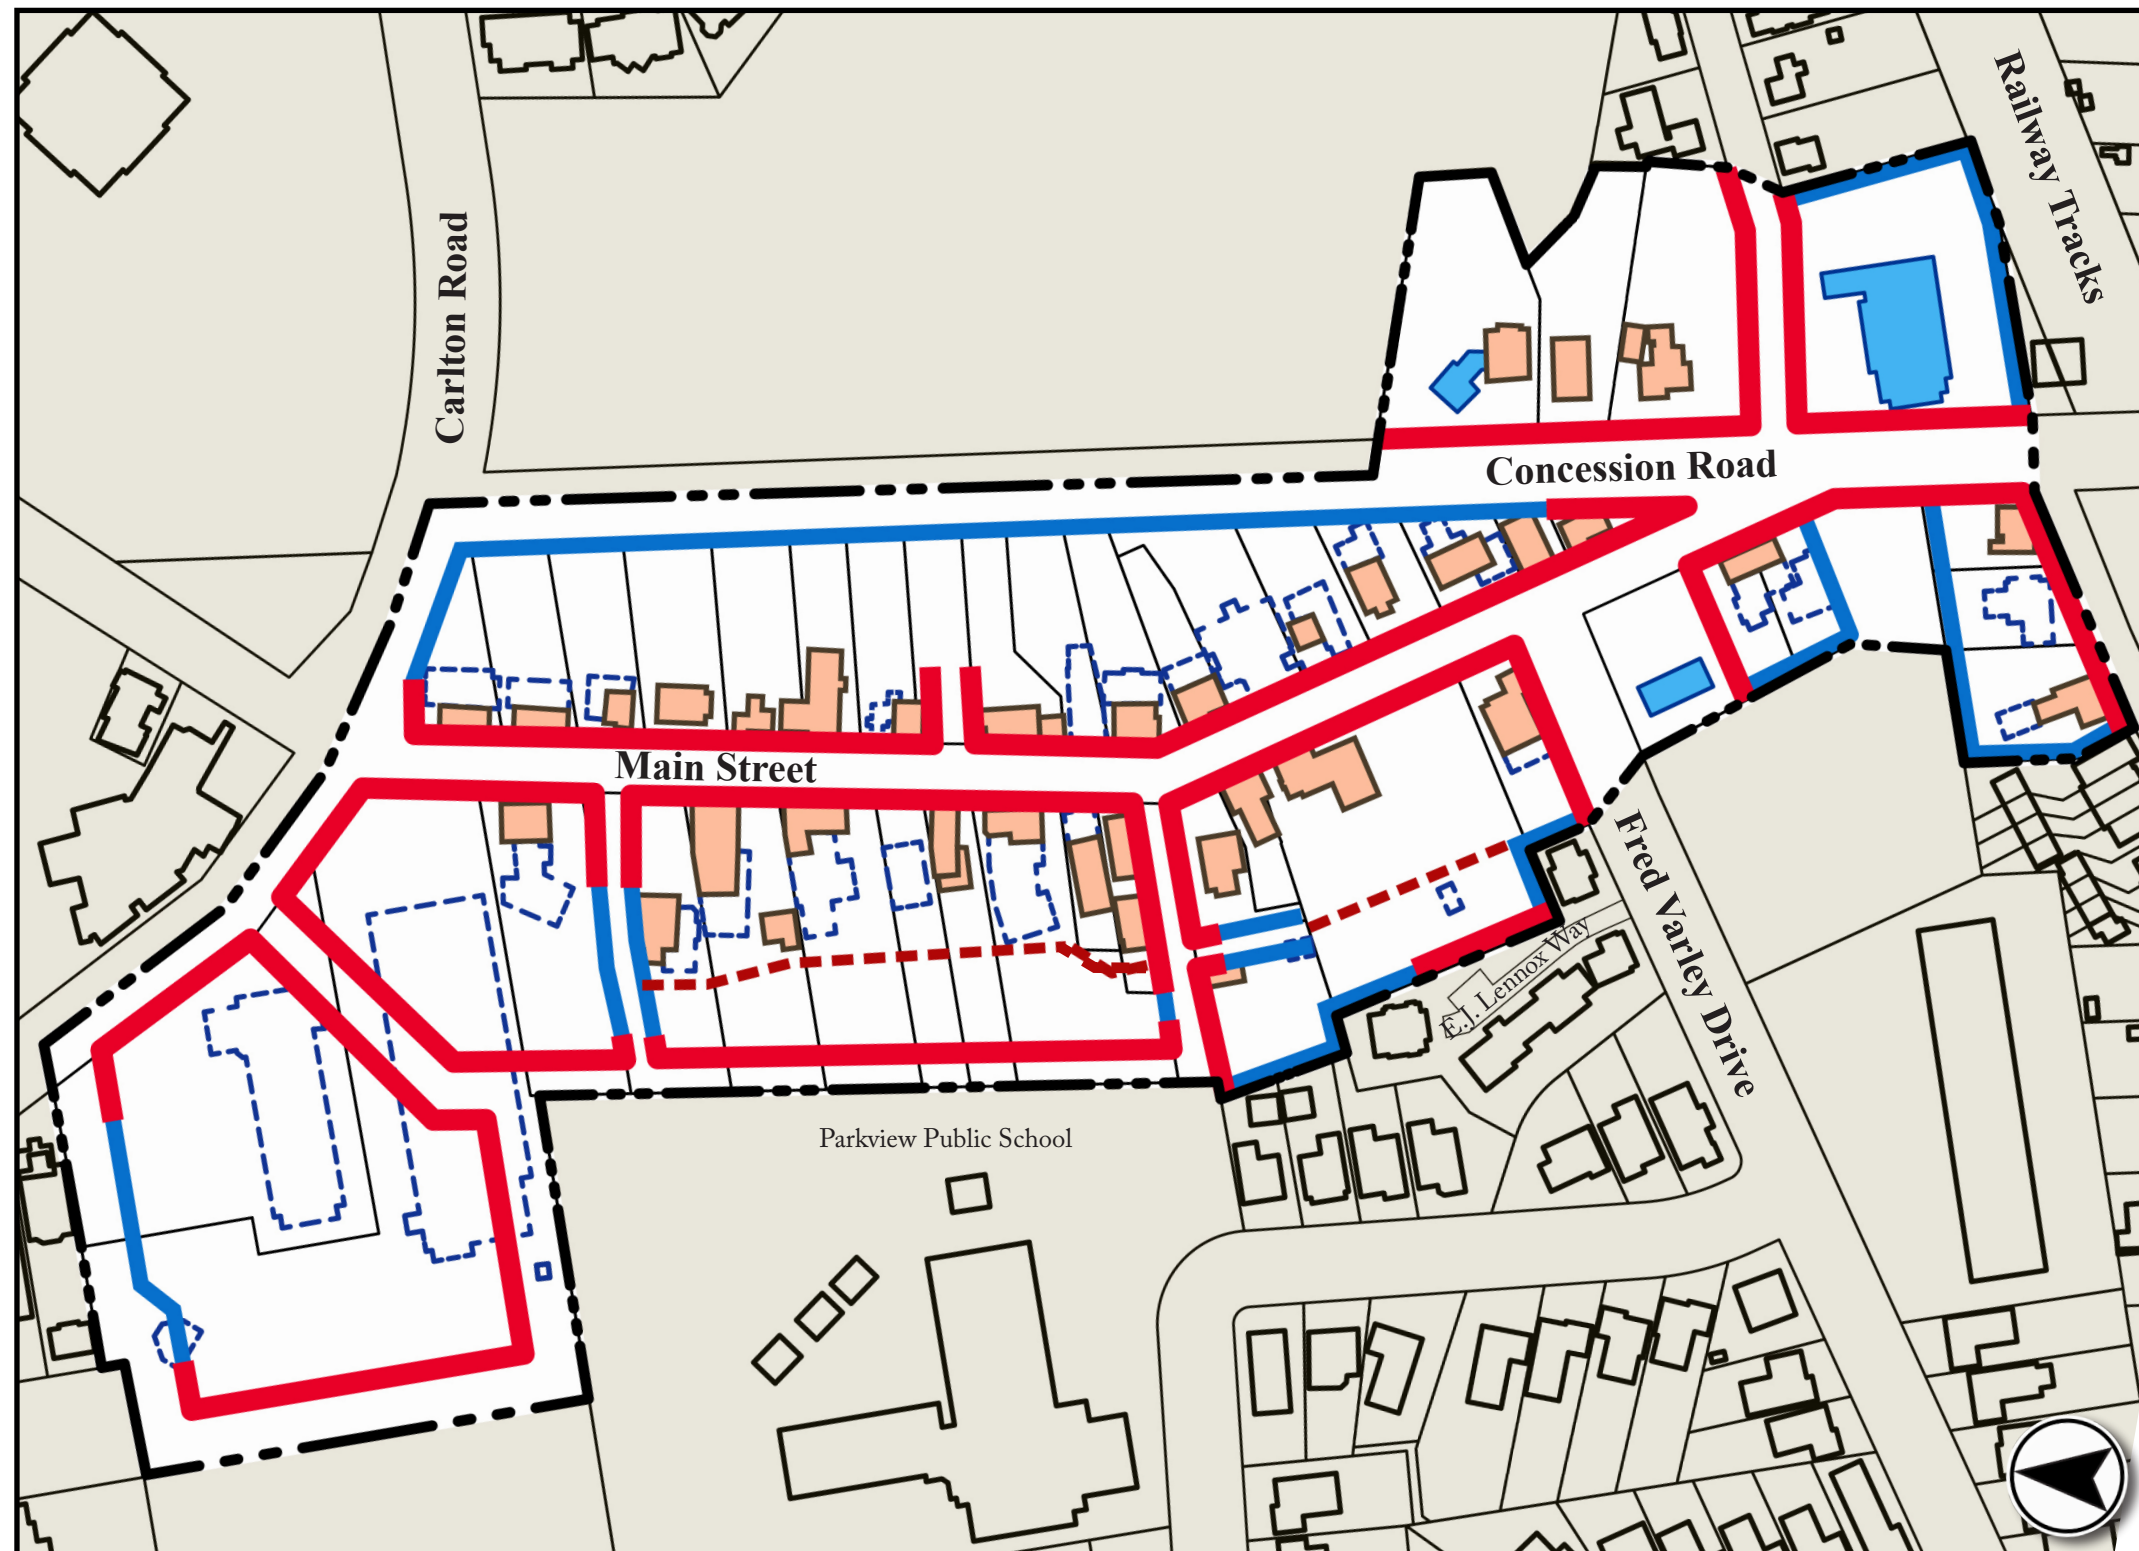 Railway Tracks
Carlton Road
Concession Road
Main Street
Fred Varley Drive
E.J. Lennox Way
Parkview Public School